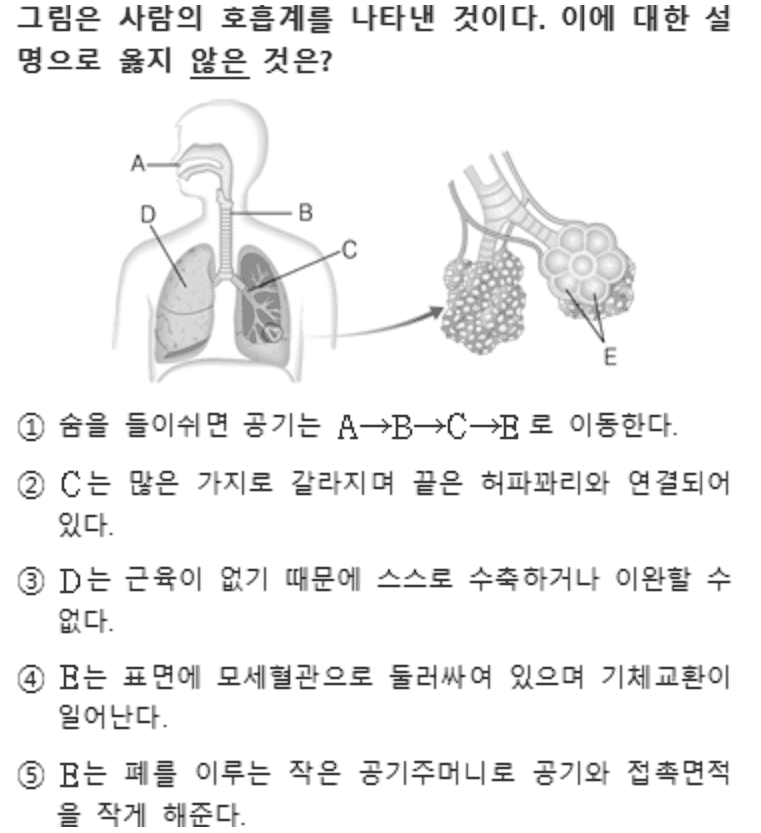 그림은 사람의 호흡계를 나타낸 것이다. 이에 대한 설
명으로 옳지 않은 것은?
A
B
D
C
E
① 숨을 들이쉬면 공기는 A→B→C→E 로 이동한다.
② C는 많은 가지로 갈라지며 끝은 허파꽈리와 연결되어
있다.
③ D는 근육이 없기 때문에 스스로 수축하거나 이완할 수
없다.
④ E는 표면에 모세혈관으로 둘러싸여 있으며 기체교환이
일어난다.
⑤ E는 폐를 이루는 작은 공기주머니로 공기와 접촉면적
을 작게 해준다.